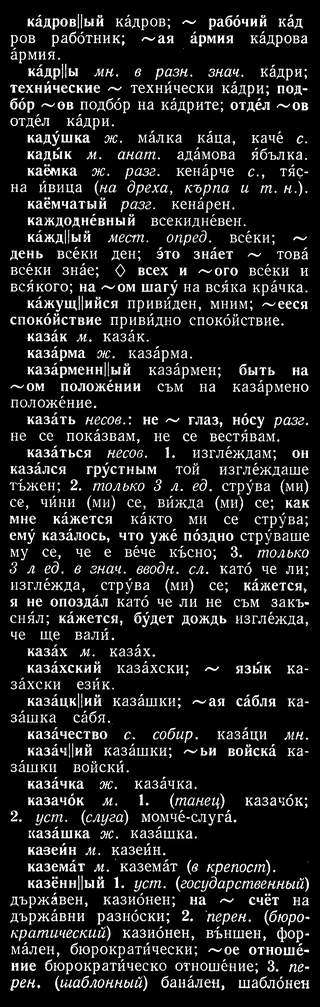 ка́дров||ый ка́дров; ~ рабо́чий ка́д
ров рабо́тник; ~ая а́рмия ка́дрова
а́рмия.
ка́др||ы мн. в разн. знач. ка́дри;
техни́ческие ~ техни́чески ка́дри; под-
бо́р ~ов подбо́р на ка́дрите; отде́л ~ов
отде́л ка́дри.
каду́шка ж. ма́лка ка́ца, каче́ с.
кады́к м. анат. ада́мова я́бълка.
каёмка ж. разг. кена́рче с., тя́с-
на и́вица (на дреха, кърпа и т. н.).
каёмчатый разг. кена́рен.
каждодне́вный всекидне́вен.
ка́жд||ый мест. опред. все́ки; ~
день все́ки ден; э́то зна́ет ~ това́
все́ки зна́е; ◊ всех и ~ого все́ки и
вся́кого; на ~ом шагу́ на вся́ка кра́чка.
ка́жущ||ийся приви́ден, мним; ~ееся
споко́йствие приви́дно споко́йствие.
каза́к м. каза́к.
каза́рма ж. каза́рма.
каза́рменн||ый каза́рмен; быть на
~ом положе́нии съм на каза́рмено
положе́ние.
каза́ть несов.: не ~ глаз, но́су разг.
не се пока́звам, не се вестя́вам.
каза́ться несов. 1. изгле́ждам; он
каза́лся гру́стным той изгле́ждаше
тъ́жен; 2. только 3 л. ед. стру́ва (ми)
се, чи́ни (ми) се, ви́жда (ми) се; как
мне ка́жется ка́кто ми се стру́ва;
ему́ каза́лось, что уже́ по́здно стру́ваше
му се, че е ве́че къ́сно; 3. только
3 л ед. в знач. вводн. сл. като́ че ли;
изгле́жда, стру́ва (ми) се; ка́жется,
я не опозда́л като́ че ли не съм закъ-
сня́л; ка́жется, бу́дет дождь изгле́жда,
че ще вали́.
каза́х м. каза́х.
каза́хский каза́хски; ~ язы́к ка-
за́хски ези́к.
каза́цк||ий каза́шки; ~ая са́бля ка-
за́шка са́бя.
каза́чество с. собир. каза́ци мн.
каза́ч||ий каза́шки; ~ьи войска́ ка-
за́шки войски́.
каза́чка ж. каза́чка.
казачо́к м. 1. (танец) казачо́к;
2. уст. (слуга) момче́-слуга́.
каза́шка ж. каза́шка.
казеи́н м. казеи́н.
казема́т м. казема́т (в крепост).
казённ||ый 1. уст. (государственный)
държа́вен, казио́нен; на ~ счёт на
държа́вни разно́ски; 2. перен. (бюро-
кратический) казио́нен, въ́ншен, фор-
ма́лен, бюрократи́чески; ~ое отноше́-
ние бюрократи́ческо отноше́ние; 3. пе-
рен. (шаблонный) бана́лен, шабло́нен